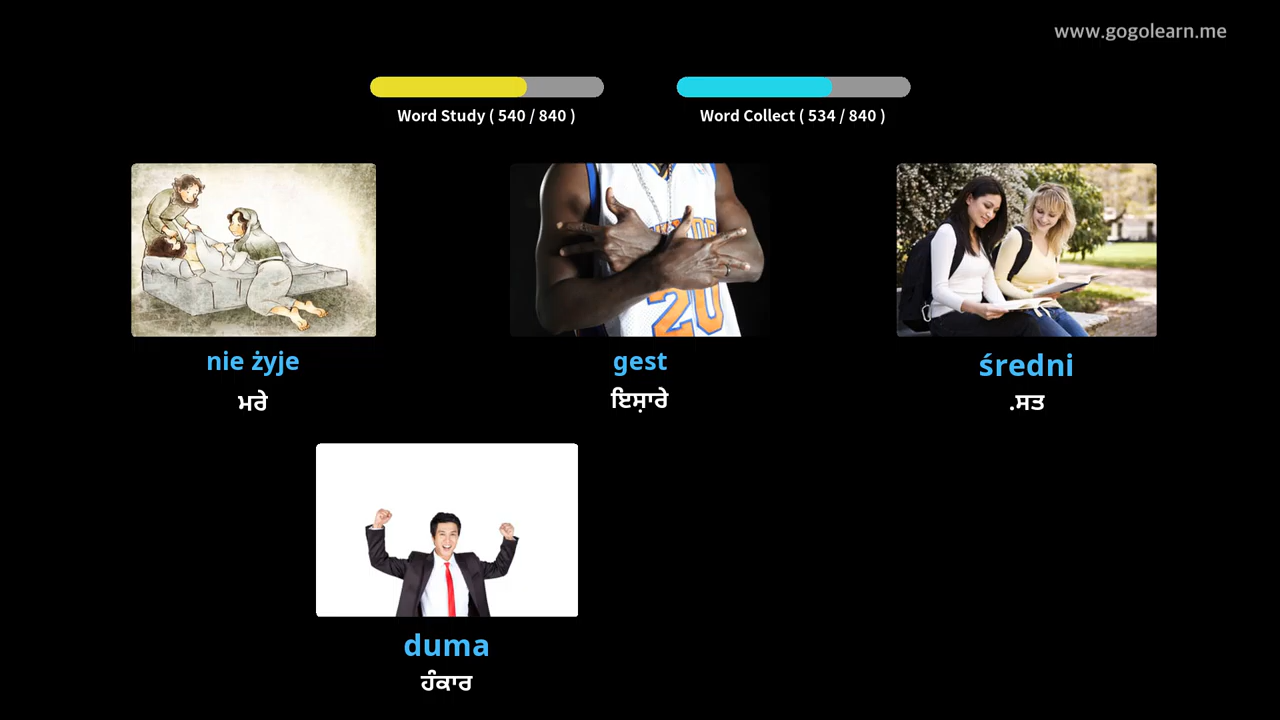 www.gogolearn.me
Word Study ( 540 / 840 )
Word Collect ( 534 / 840 )
nie żyje
ਮਰੇ
gest
ਇਸ਼ਾਰੇ
średni
.ਸਤ
20
duma
ਹੰਕਾਰ